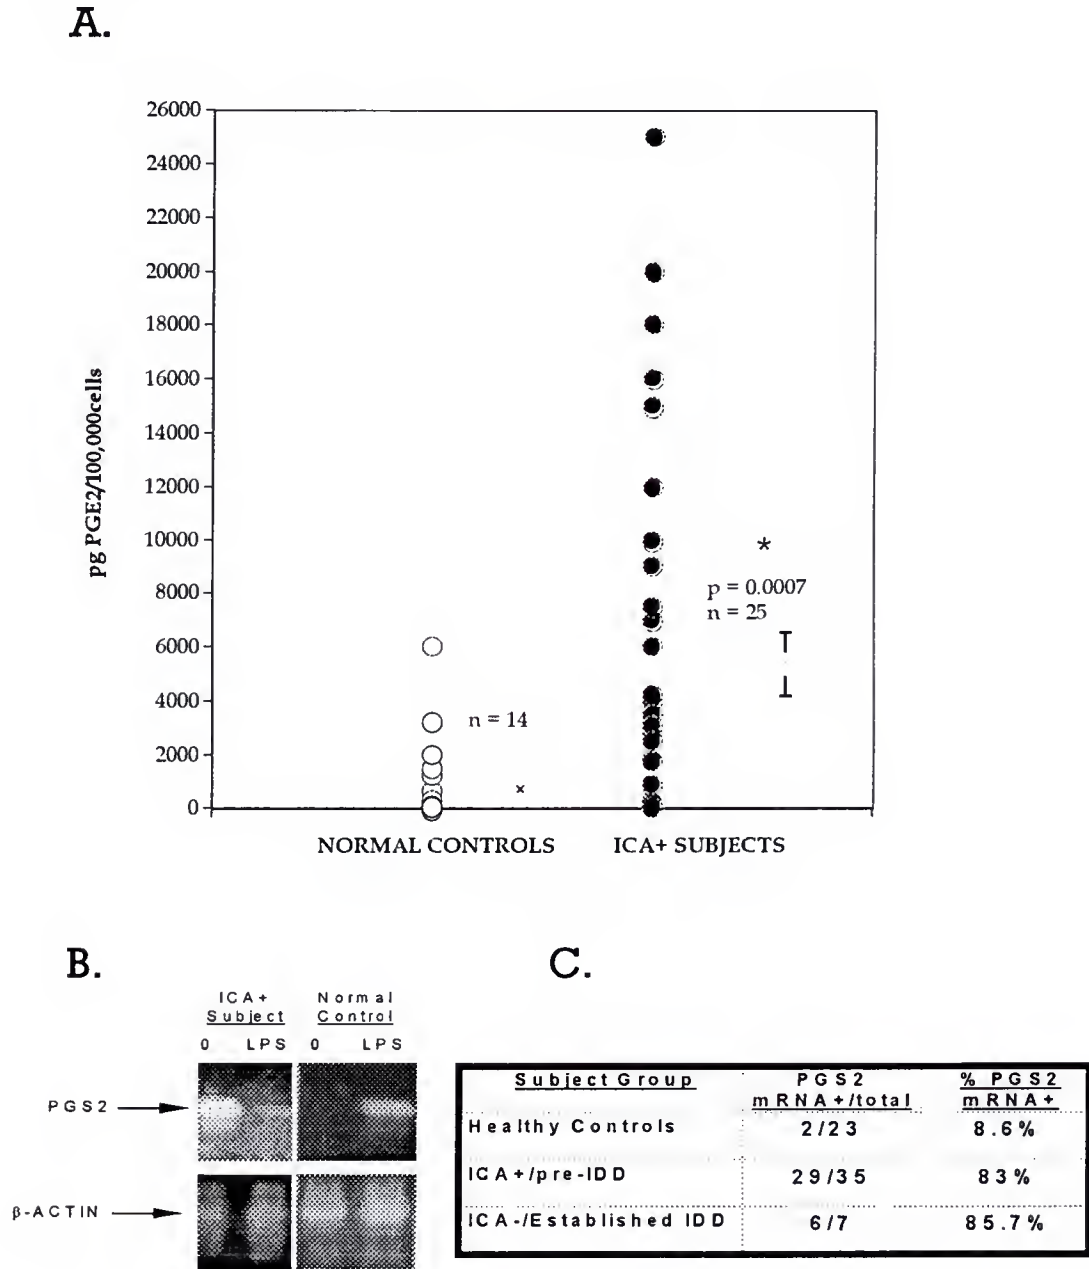 A.
26000
24000
22000
20000
18000
16000
14000
12000
10000
8000
6000
4000
2000
0
pg PGE2/100,000cells
*
p = 0.0007
n = 25
n = 14
x
NORMAL CONTROLS ICA+ SUBJECTS
B.
ICA+ Normal
Subject Control
0 LPS 0 LPS
PGS2
β-ACTIN
C.
Subject Group PGS2 % PGS2
mRNA+/total mRNA+
Healthy Controls 2/23 8.6%
ICA+/pre-IDD 29/35 83%
ICA-/Established IDD 6/7 85.7%